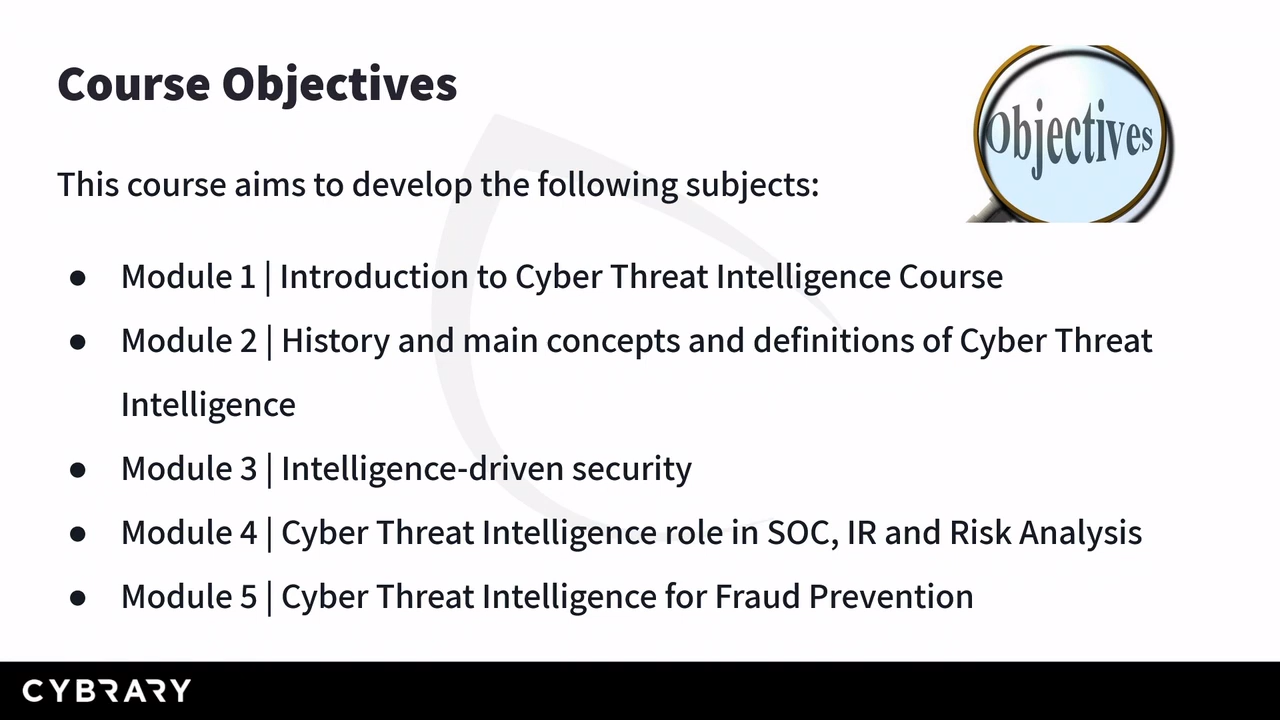 Course Objectives
Objectives
This course aims to develop the following subjects:
● Module 1 | Introduction to Cyber Threat Intelligence Course
● Module 2 | History and main concepts and definitions of Cyber Threat
Intelligence
● Module 3 | Intelligence-driven security
● Module 4 | Cyber Threat Intelligence role in SOC, IR and Risk Analysis
● Module 5 | Cyber Threat Intelligence for Fraud Prevention
CYBRARY